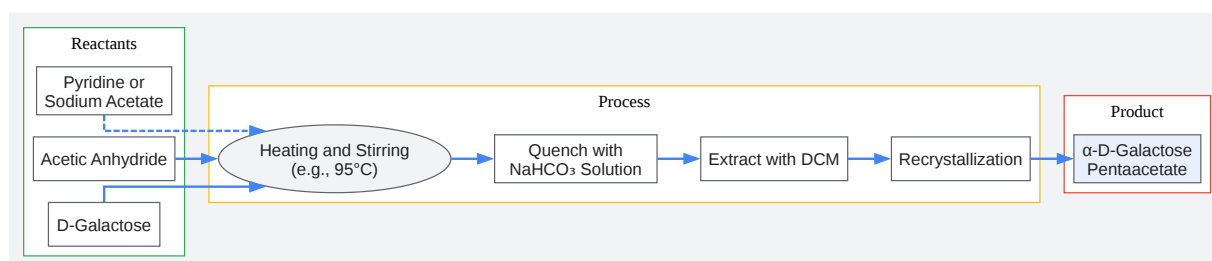 Reactants
Pyridine or
Sodium Acetate
Acetic Anhydride
D-Galactose
Process
Heating and Stirring
(e.g., 95°C)
Quench with
NaHCO₃ Solution
Extract with DCM
Recrystallization
Product
α-D-Galactose
Pentaacetate